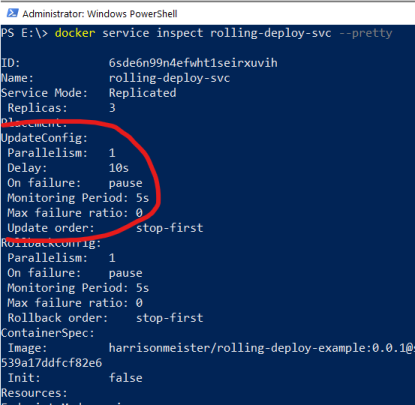 Administrator: Windows PowerShell
PS E:\> docker service inspect rolling-deploy-svc --pretty
ID: 6sde6n99n4efwht1seirxuvih
Name: rolling-deploy-svc
Service Mode: Replicated
Replicas: 3
Placement:
UpdateConfig:
Parallelism: 1
Delay: 10s
On failure: pause
Monitoring Period: 5s
Max failure ratio: 0
Update order: stop-first
RollbackConfig:
Parallelism: 1
On failure: pause
Monitoring Period: 5s
Max failure ratio: 0
Rollback order: stop-first
ContainerSpec:
Image: harrisonmeister/rolling-deploy-example:0.0.1@s
539a17ddfcf82e6
Init: false
Resources: